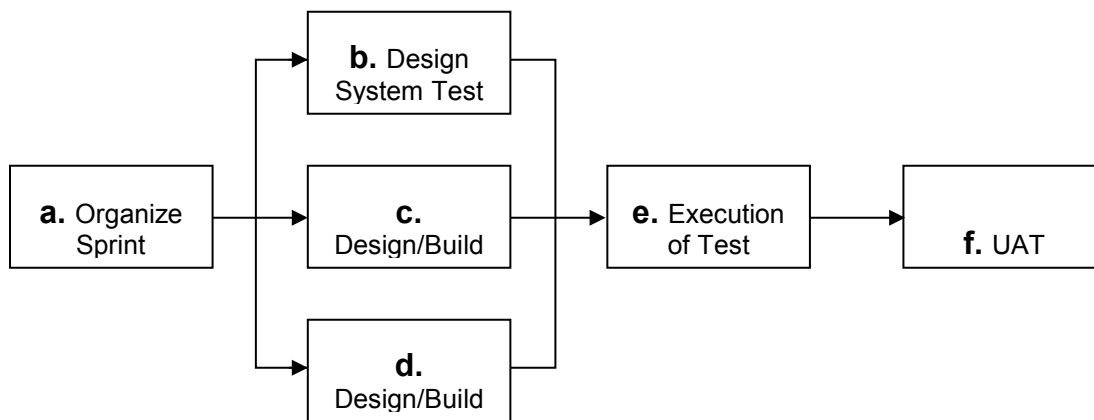 b. Design
System Test
a. Organize
Sprint
c.
Design/Build
d.
Design/Build
e. Execution
of Test
f. UAT